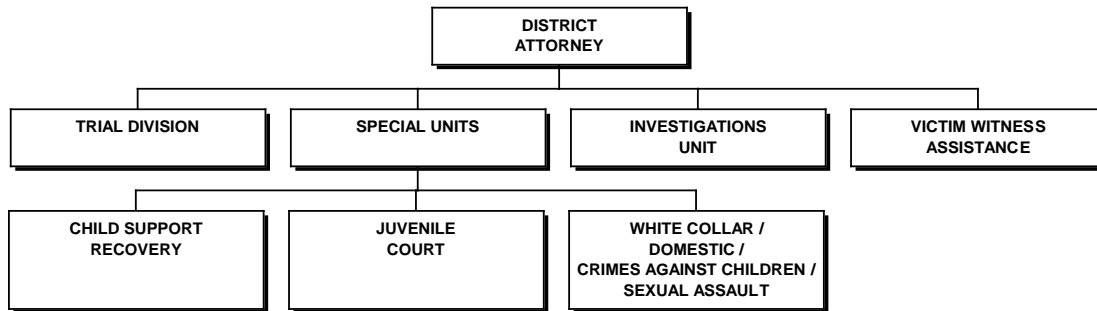 DISTRICT
ATTORNEY
TRIAL DIVISION
SPECIAL UNITS
INVESTIGATIONS
UNIT
VICTIM WITNESS
ASSISTANCE
CHILD SUPPORT
RECOVERY
JUVENILE
COURT
WHITE COLLAR /
DOMESTIC /
CRIMES AGAINST CHILDREN /
SEXUAL ASSAULT